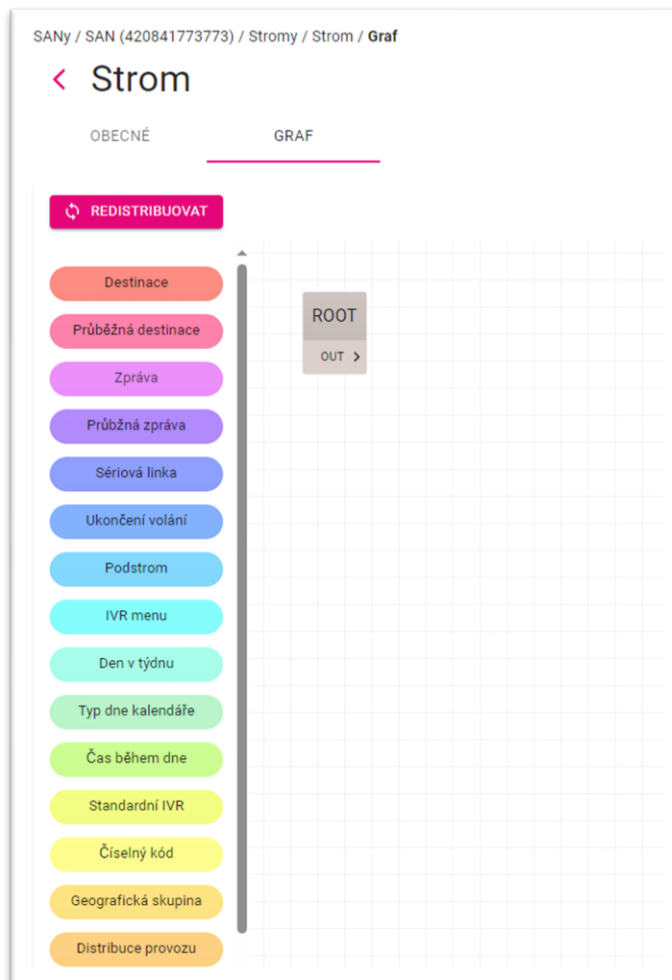 SANy / SAN (420841773773) / Stromy / Strom / Graf
Strom
OBECNÉ
GRAF
REDISTRIBUOVAT
Destinace
Průběžná destinace
Zpráva
Průbžná zpráva
Sériová linka
Ukončení volání
Podstrom
IVR menu
Den v týdnu
Typ dne kalendáře
Čas během dne
Standardní IVR
Číselný kód
Geografická skupina
Distribuce provozu
ROOT
OUT